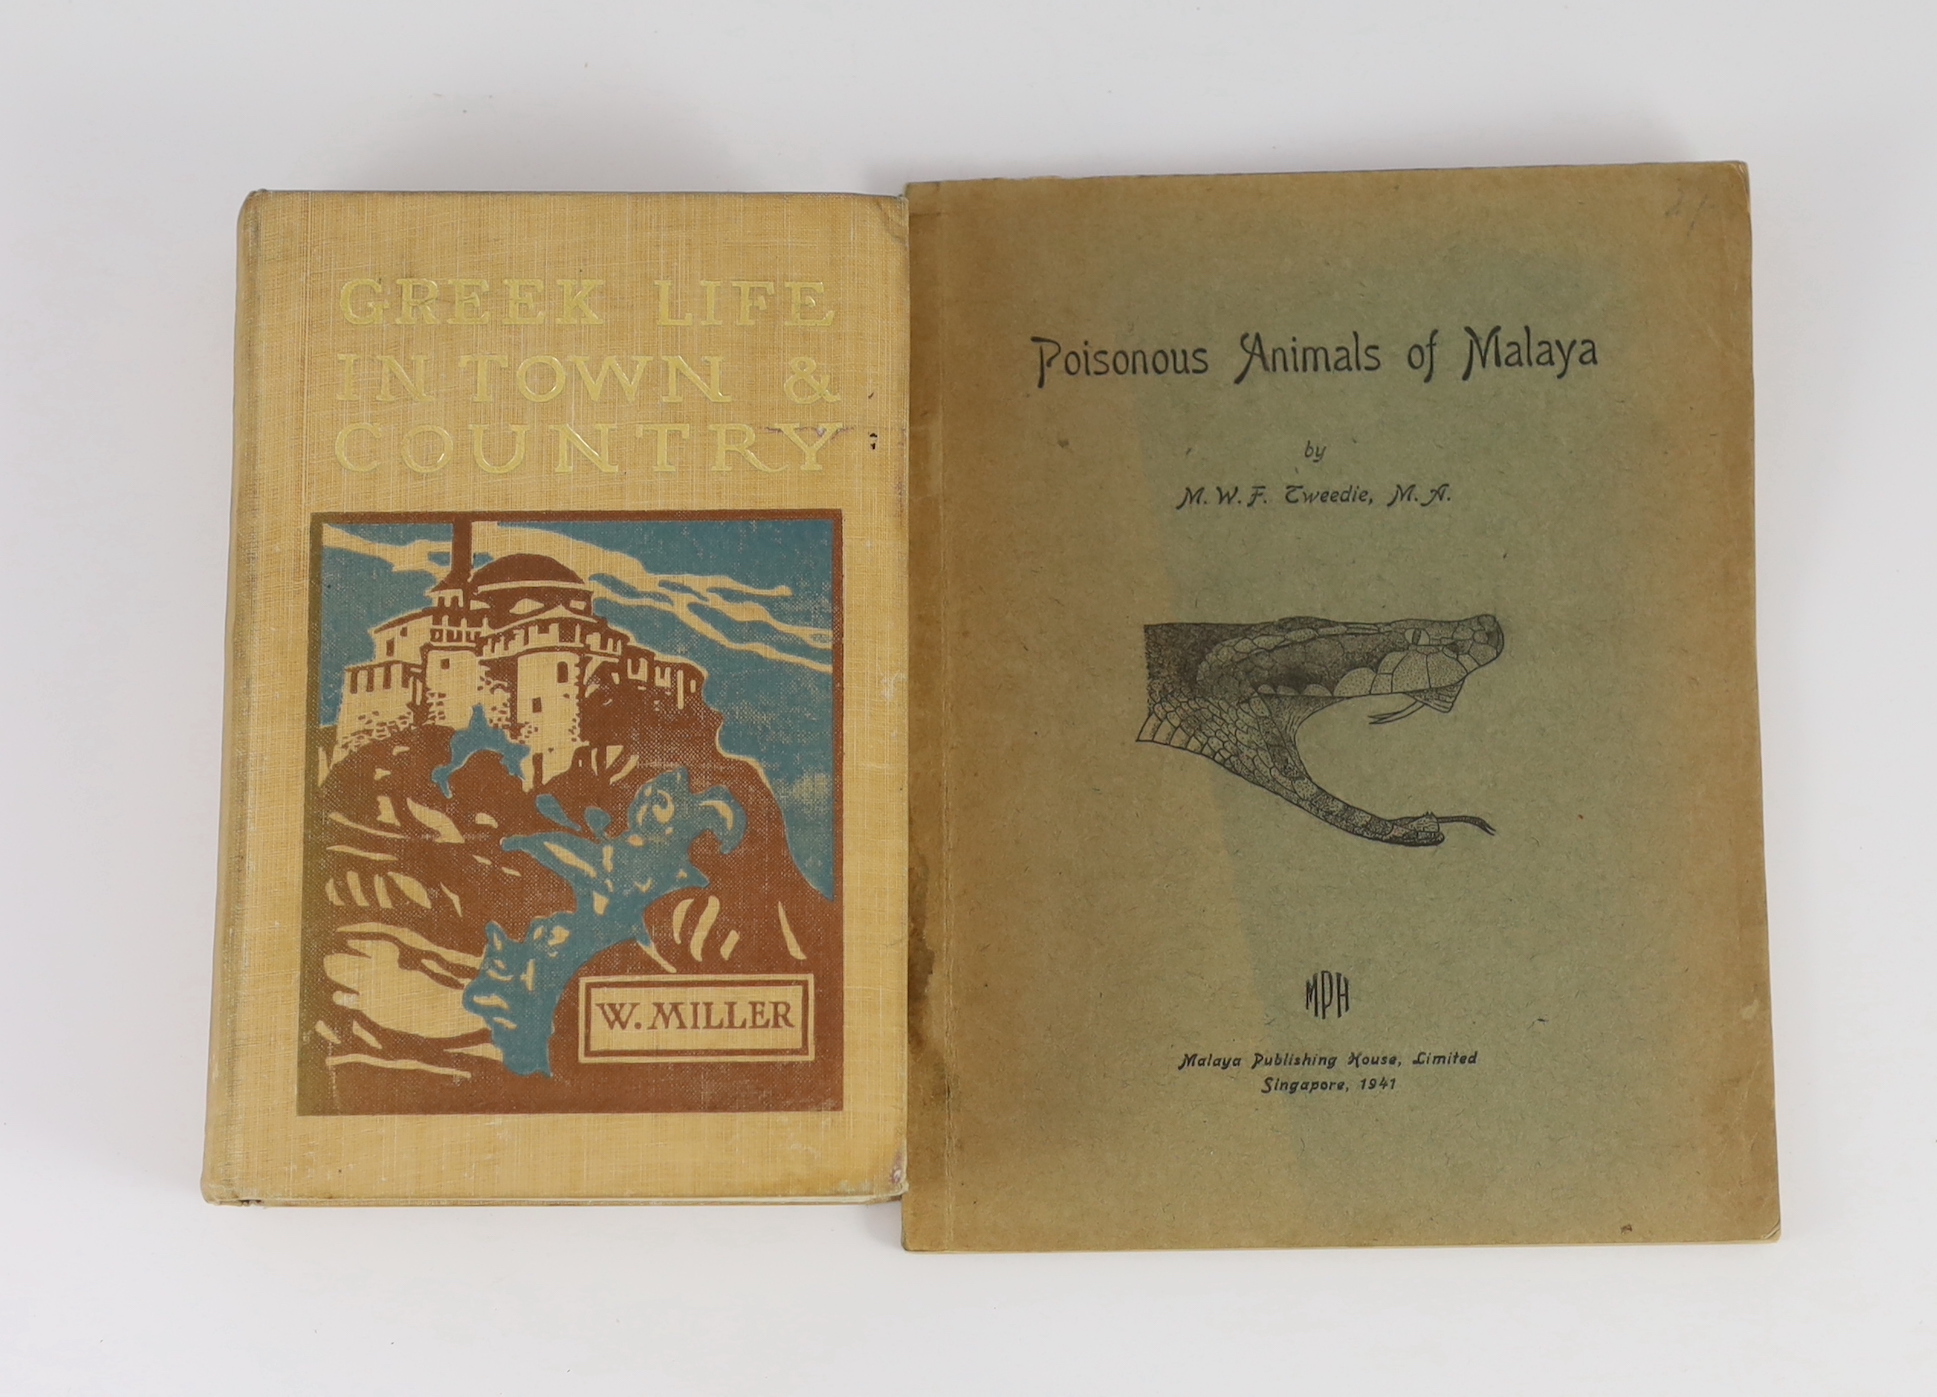 GREEK LIFE
IN TOWN &
COUNTRY
W. MILLER
Poisonous Animals of Malaya
by
M. W. F. Tweedie, M. A.
MPH
Malaya Publishing House, Limited
Singapore, 1941